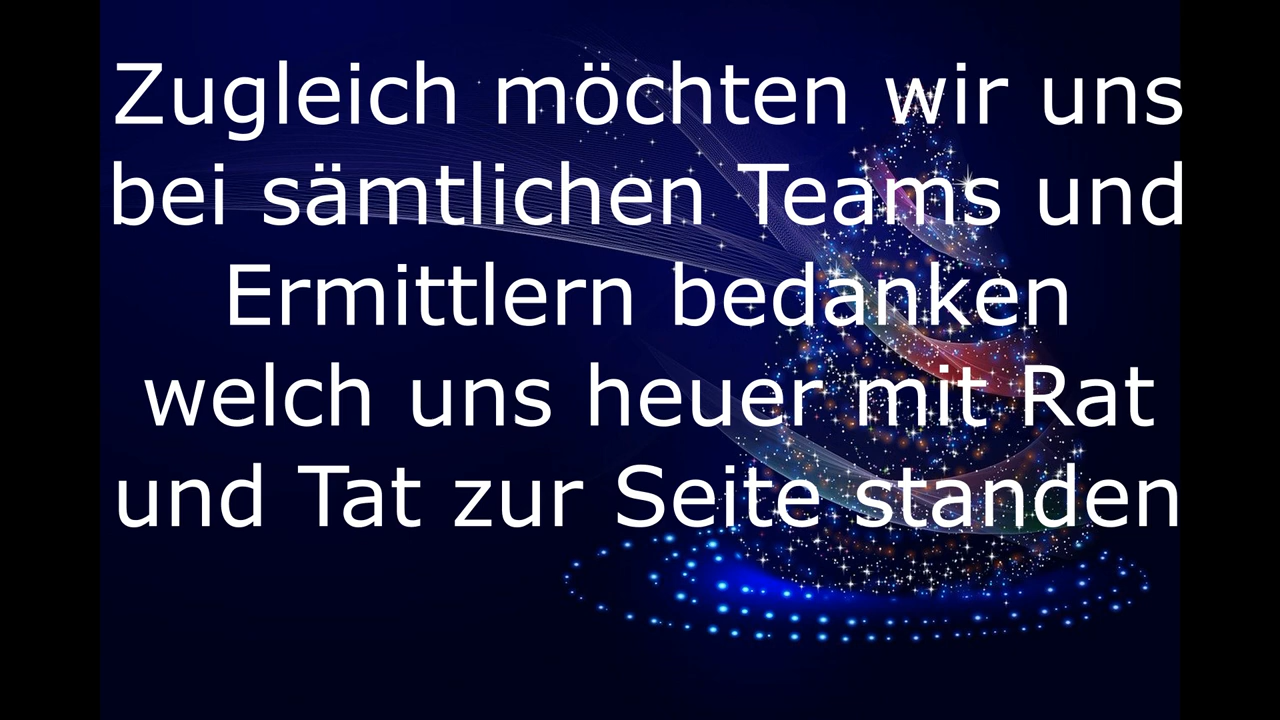 Zugleich möchten wir uns
bei sämtlichen Teams und
Ermittlern bedanken
welch uns heuer mit Rat
und Tat zur Seite standen